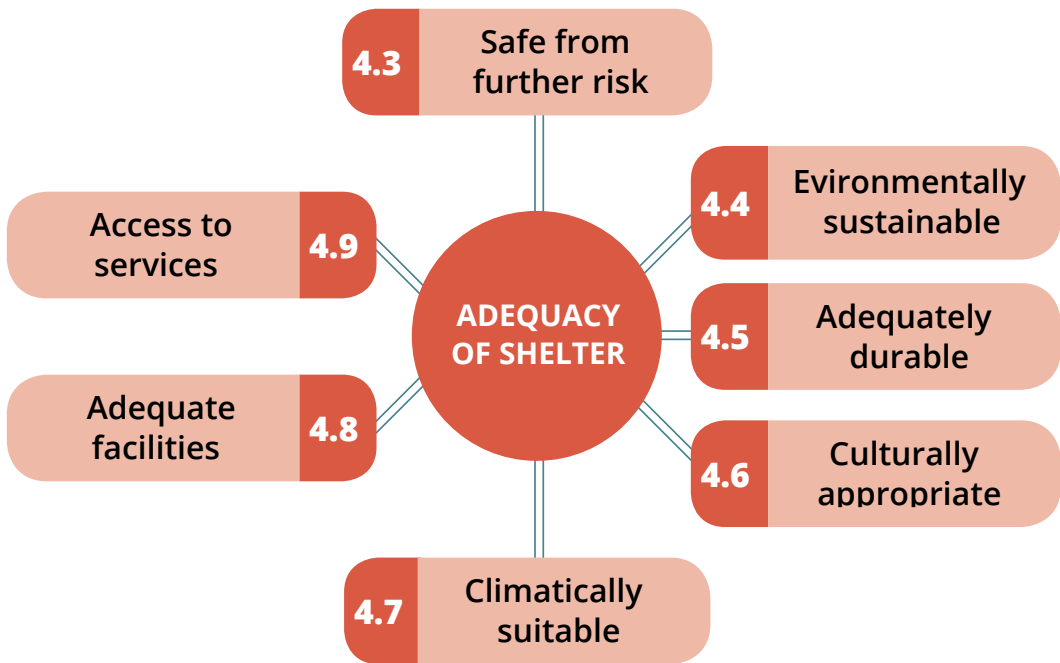 4.3
Safe from
further risk
4.4
Evironmentally
sustainable
4.5
Adequately
durable
4.6
Culturally
appropriate
4.7
Climatically
suitable
4.8
Adequate
facilities
4.9
Access to
services
ADEQUACY
OF SHELTER